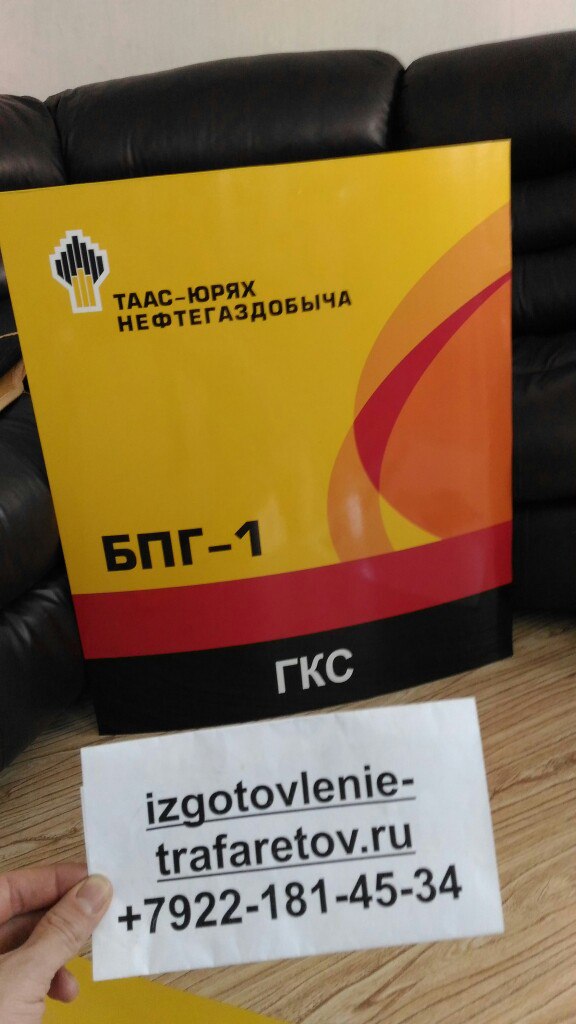 ТААС-ЮРЯХ
НЕФТЕГАЗДОБЫЧА
БПГ-1
ГКС
izgotovlenie-
trafaretov.ru
+7922-181-45-34